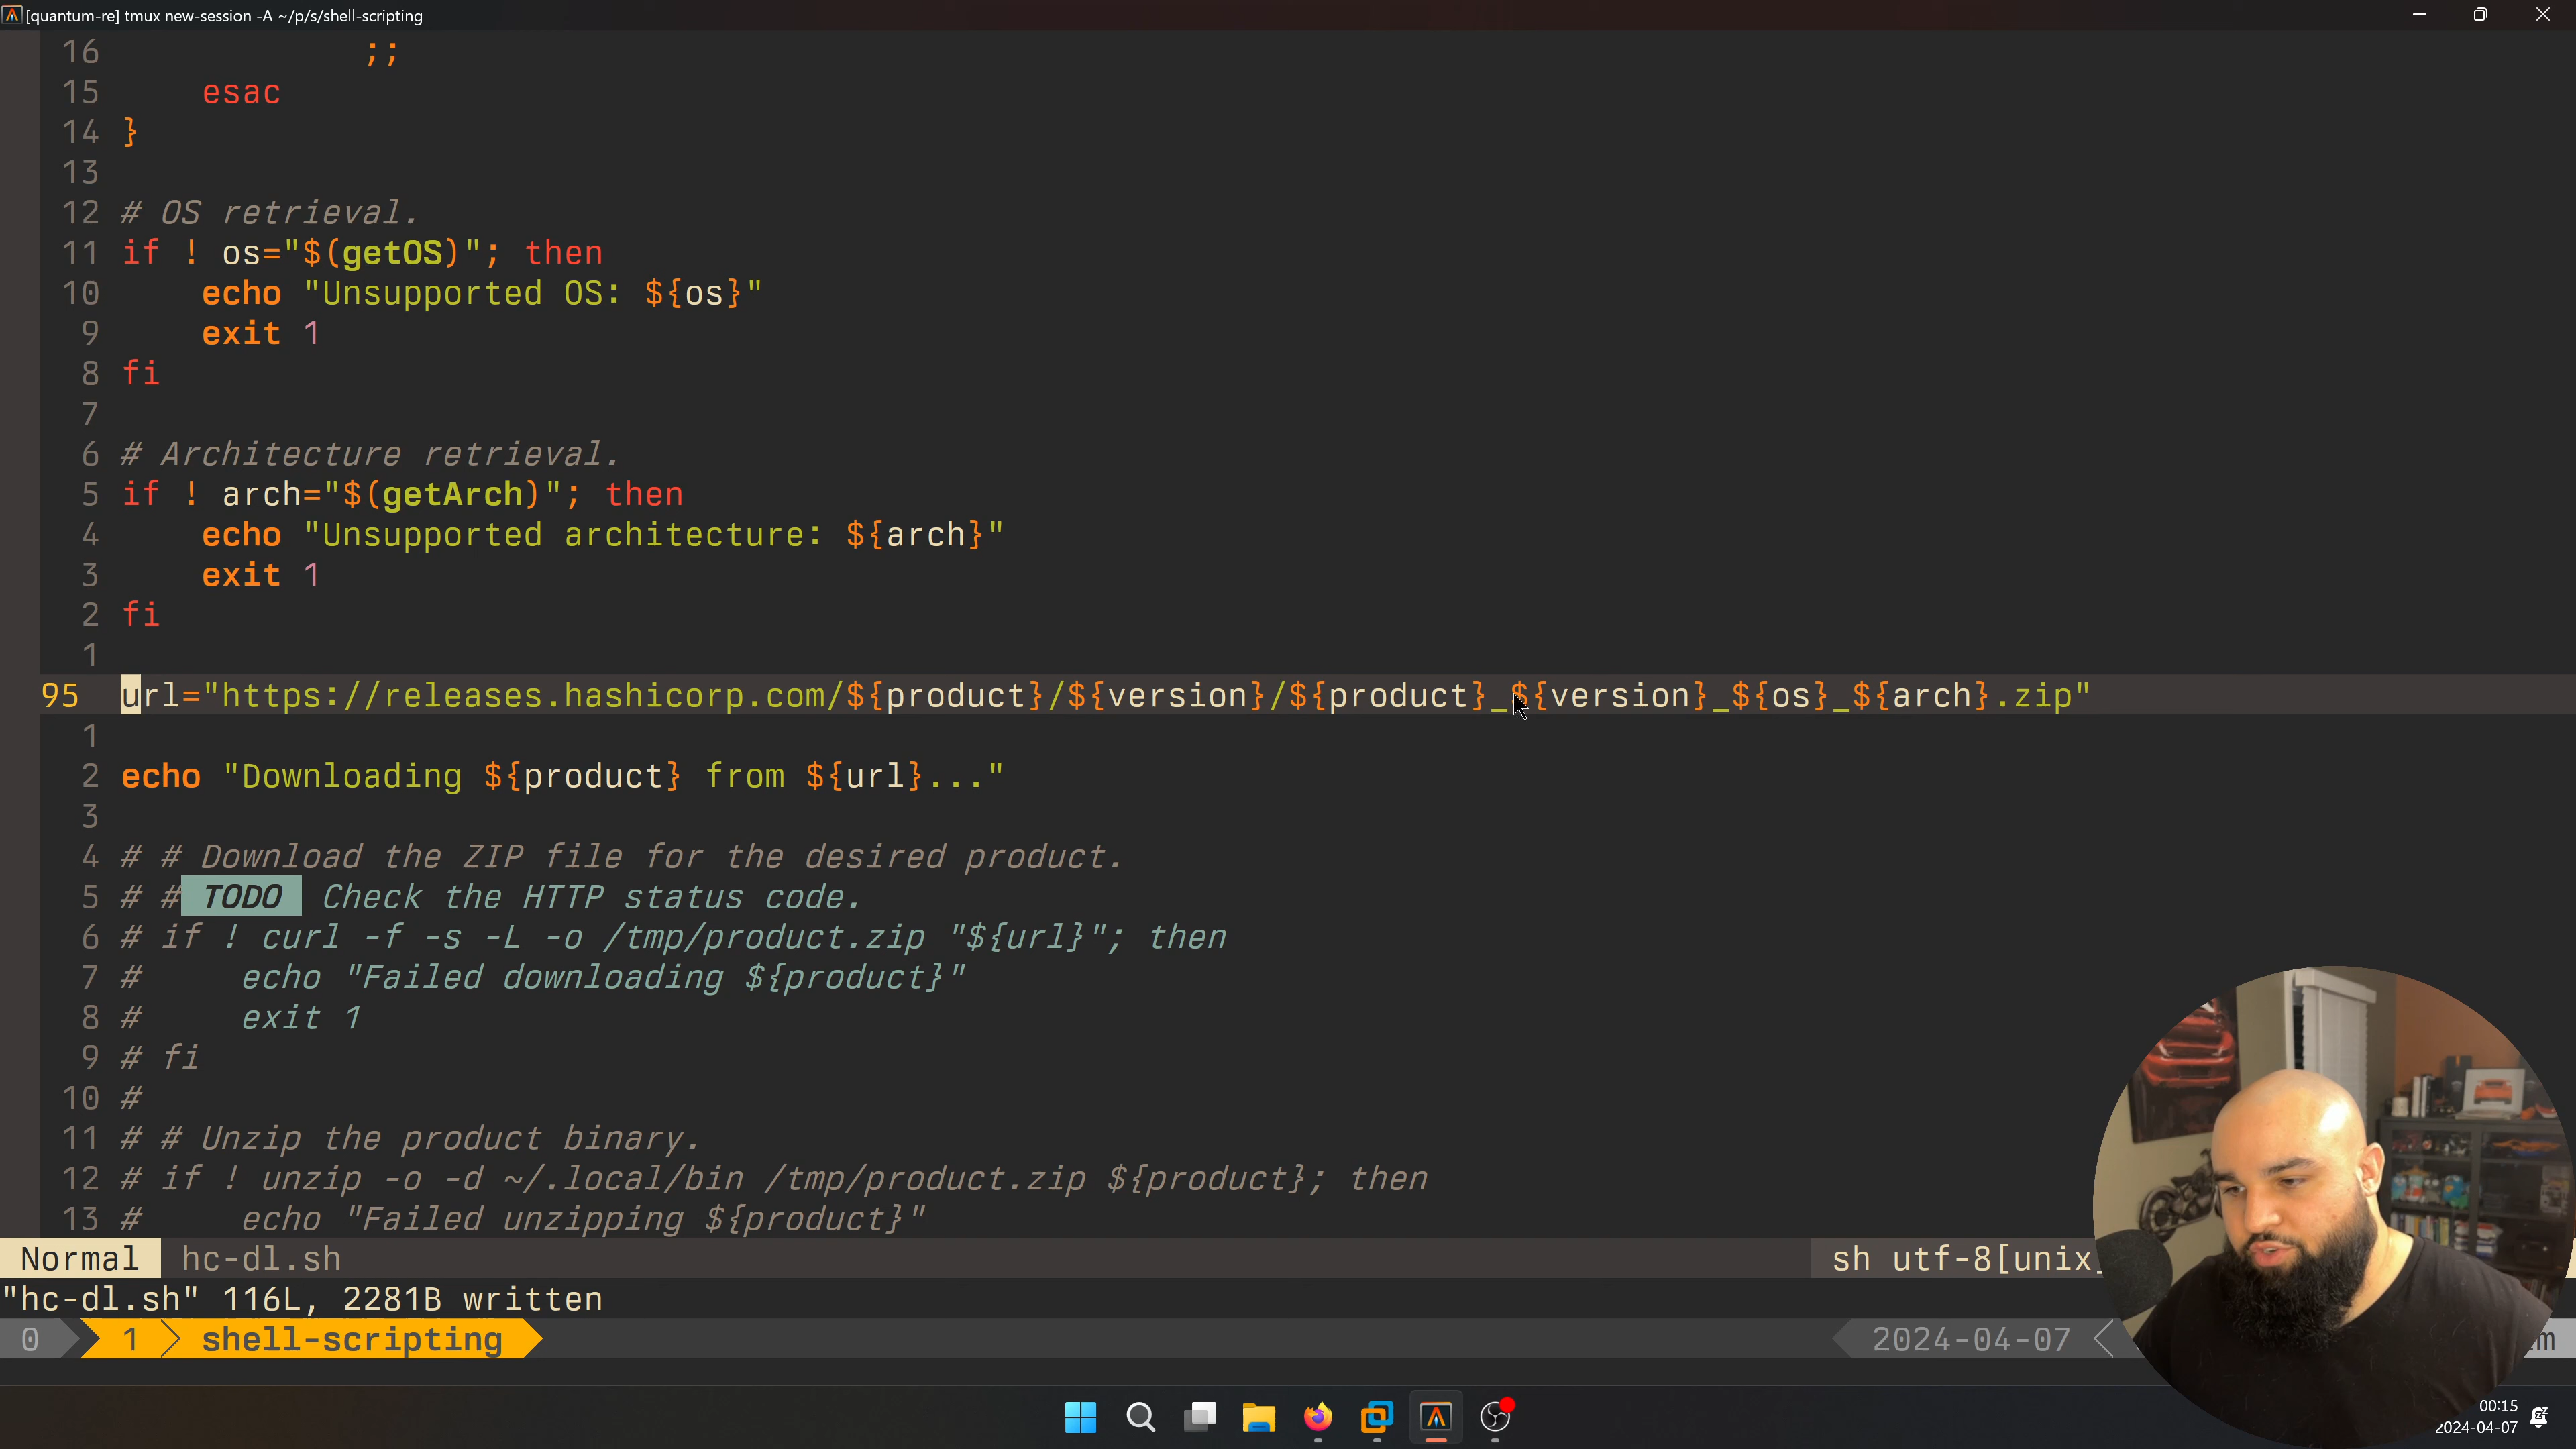 [quantum-re] tmux new-session -A ~/p/s/shell-scripting
16             ;;
15     esac
14 }
13
12 # OS retrieval.
11 if ! os="$(getOS)"; then
10     echo "Unsupported OS: ${os}"
9     exit 1
8 fi
7
6 # Architecture retrieval.
5 if ! arch="$(getArch)"; then
4     echo "Unsupported architecture: ${arch}"
3     exit 1
2 fi
1
95 url="https://releases.hashicorp.com/${product}/${version}/${product}_${version}_${os}_${arch}.zip"
1
2 echo "Downloading ${product} from ${url}..."
3
4 # # Download the ZIP file for the desired product.
5 # # TODO Check the HTTP status code.
6 # if ! curl -f -s -L -o /tmp/product.zip "${url}"; then
7 #     echo "Failed downloading ${product}"
8 #     exit 1
9 # fi
10 #
11 # # Unzip the product binary.
12 # if ! unzip -o -d ~/.local/bin /tmp/product.zip ${product}; then
13 #     echo "Failed unzipping ${product}"
Normal hc-dl.sh sh utf-8[unix]
"hc-dl.sh" 116L, 2281B written
0 1 shell-scripting 2024-04-07
00:15
2024-04-07